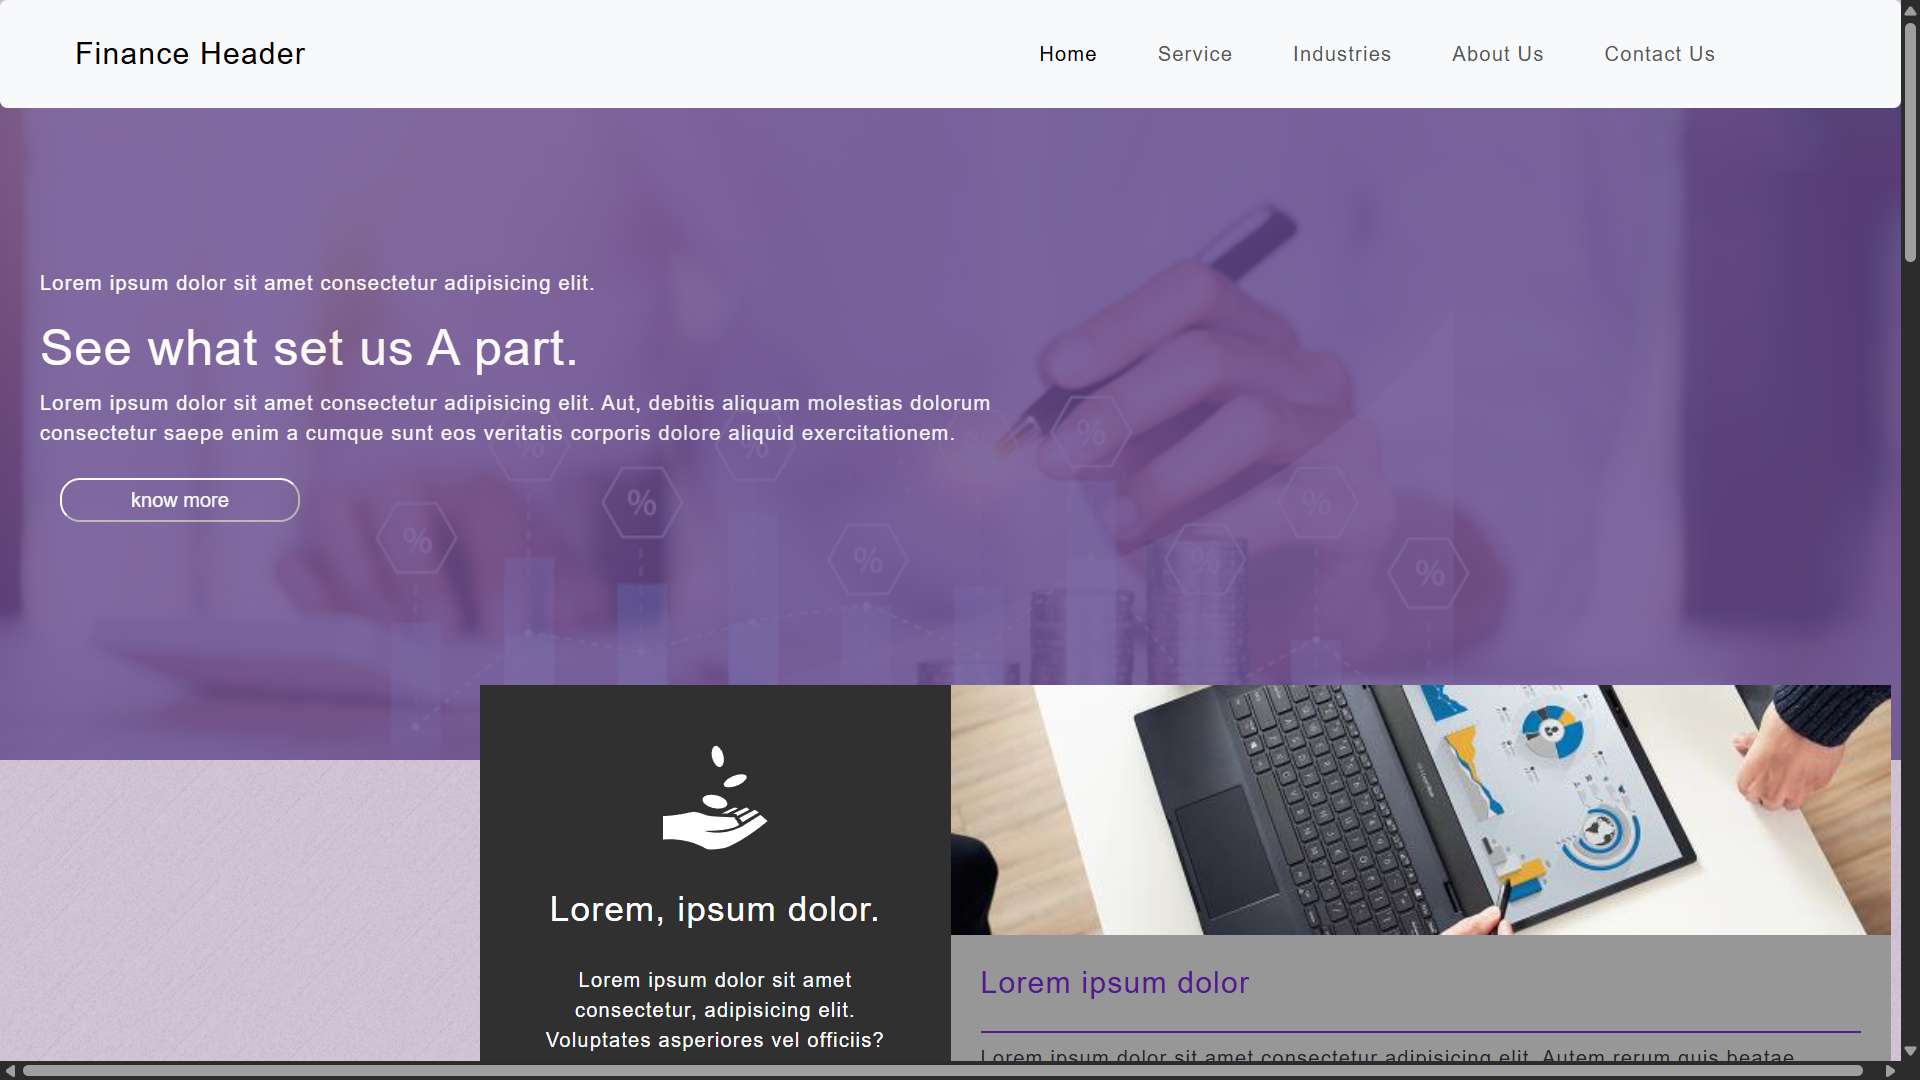 Finance Header
Home
Service
Industries
About Us
Contact Us
Lorem ipsum dolor sit amet consectetur adipisicing elit.
See what set us A part.
Lorem ipsum dolor sit amet consectetur adipisicing elit. Aut, debitis aliquam molestias dolorum
consectetur saepe enim a cumque sunt eos veritatis corporis dolore aliquid exercitationem.
know more
%
%
%
%
%
%
%
%
%
Lorem, ipsum dolor.
Lorem ipsum dolor sit amet
consectetur, adipisicing elit.
Voluptates asperiores vel officiis?
Lorem ipsum dolor
Lorem ipsum dolor sit amet consectetur adipisicing elit. Autem rerum quis beatae